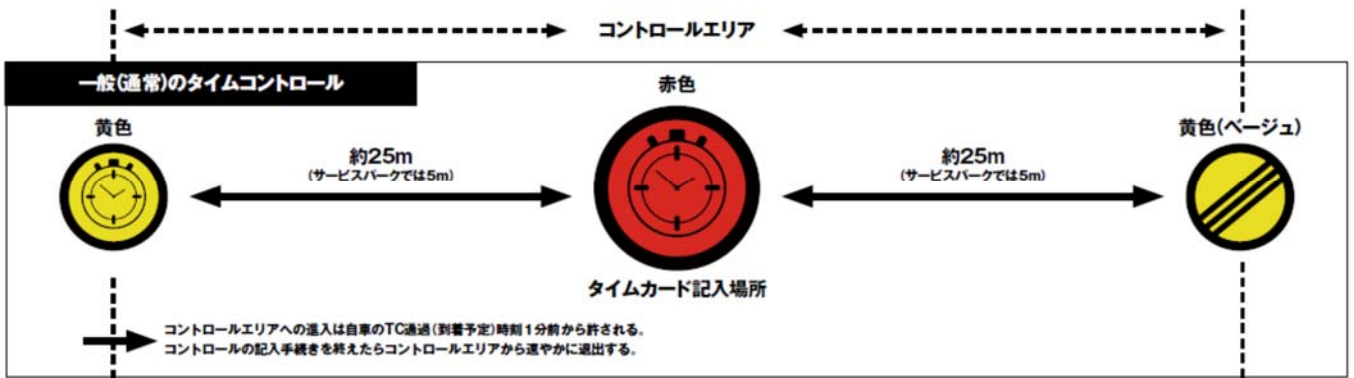 コントロールエリア
一般(通常)のタイムコントロール
黄色
赤色
黄色(ベージュ)
約25m
(サービスパークでは5m)
約25m
(サービスパークでは5m)
タイムカード記入場所
コントロールエリアへの進入は自車のTC通過(到着予定)時刻1分前から許される。
コントロールの記入手続きを終えたらコントロールエリアから速やかに退出する。